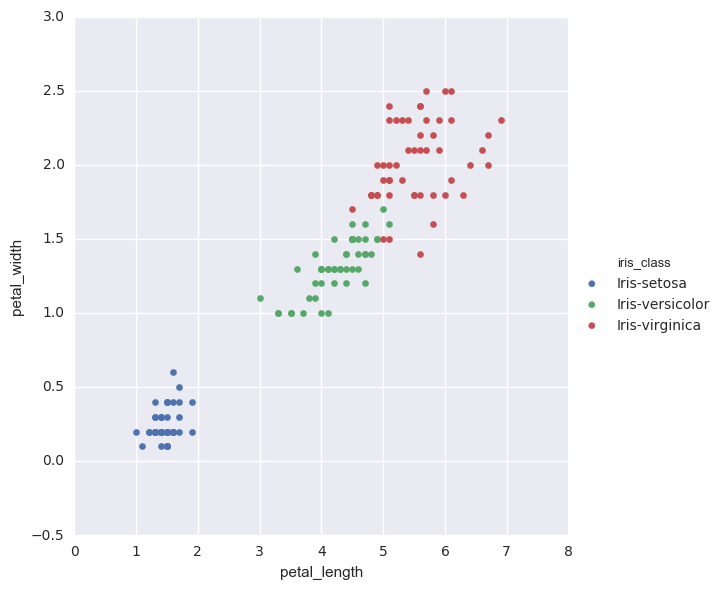 3.0
2.5
2.0
1.5
1.0
0.5
0.0
−0.5
petal_width
0 1 2 3 4 5 6 7 8
petal_length
iris_class
Iris-setosa
Iris-versicolor
Iris-virginica